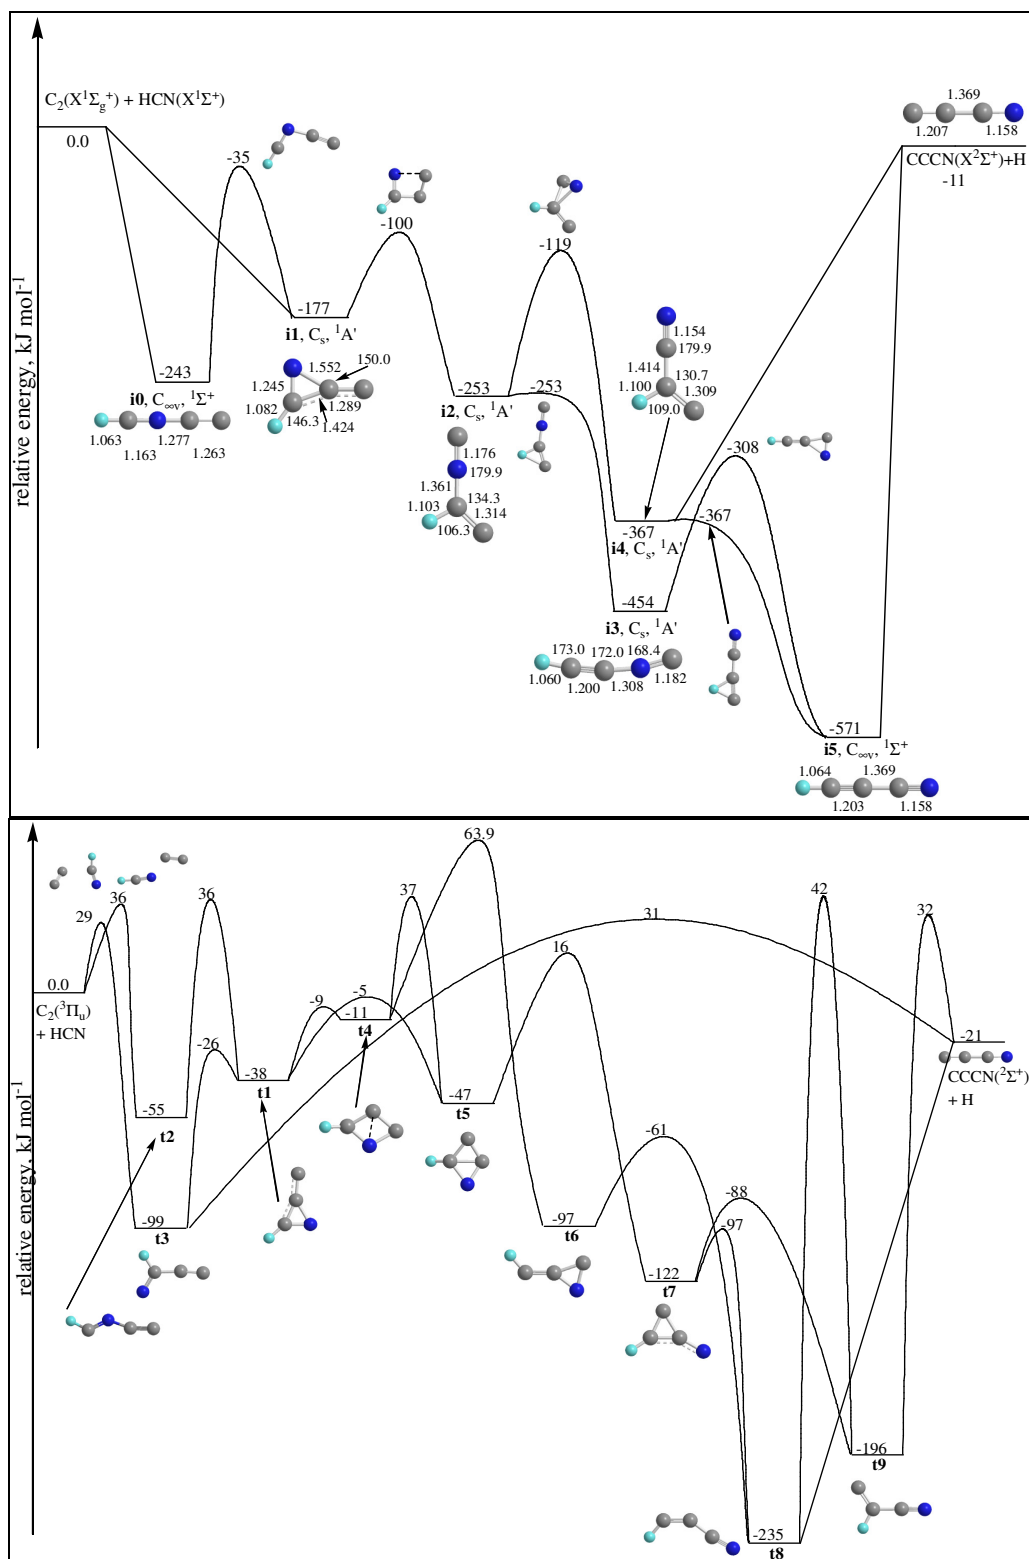 relative energy, kJ mol⁻¹
C₂(X¹Σg⁺) + HCN(X¹Σ⁺)
0.0
-35
-100
-119
1.369
1.207 1.158
CCCN(X²Σ⁺)+H
-11
-177
i1, Cₛ, ¹A'
1.552 150.0
1.245
1.289
1.082
146.3
1.424
-243
i0, C∞v, ¹Σ⁺
1.063 1.277
1.163 1.263
-253
i2, Cₛ, ¹A'
-253
1.176
179.9
1.361
134.3
1.103
1.314
106.3
1.154
179.9
1.414
130.7
1.100
1.309
109.0
-308
-367
i4, Cₛ, ¹A'
-367
-454
i3, Cₛ, ¹A'
173.0 172.0 168.4
1.060 1.182
1.200 1.308
-571
i5, C∞v, ¹Σ⁺
1.064 1.369
1.203 1.158
relative energy, kJ mol⁻¹
63.9
29 36
36
37
42
32
31
16
0.0
C₂(³Πu)
+ HCN
-9 -5
-11
t4
-21
CCCN(²Σ⁺)
+ H
-26
-38
t1
-47
t5
-55
t2
-61
-88
-97
-99
t3
-97
t6
-122
t7
-196
t9
-235
t8